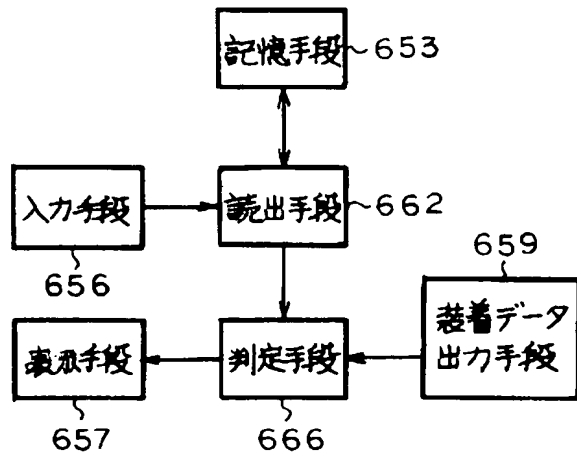 記憶手段
653
入力手段
656
読出手段
662
659
装着データ
出力手段
表示手段
657
判定手段
666